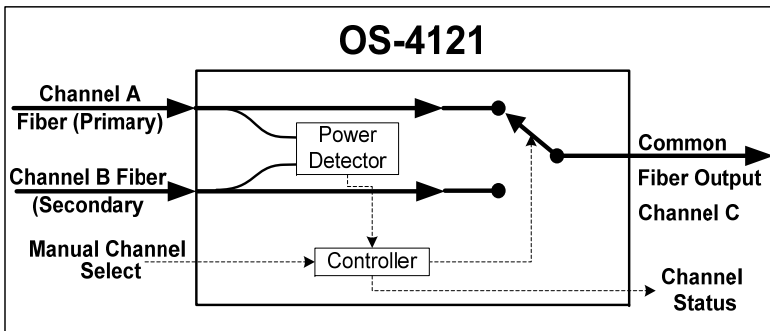 OS-4121
Channel A
Fiber (Primary)
Power
Detector
Common
Fiber Output
Channel C
Channel B Fiber
(Secondary
Manual Channel
Select
Controller
Channel
Status